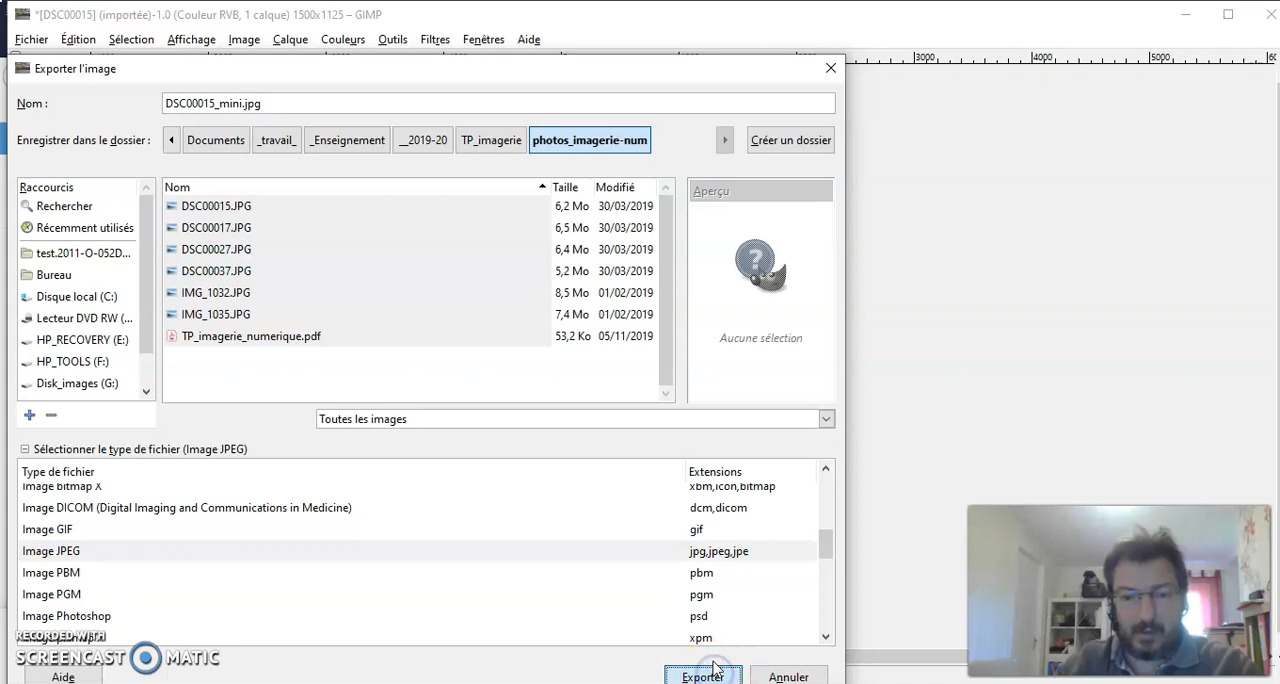 *[DSC00015] (importée)-1.0 (Couleur RVB, 1 calque) 1500x1125 – GIMP
Fichier Édition Sélection Affichage Image Calque Couleurs Outils Filtres Fenêtres Aide
3000 4000 5000
Exporter l'image
Nom : DSC00015_mini.jpg
Enregistrer dans le dossier : Documents _travail_ _Enseignement __2019-20 TP_imagerie photos_imagerie-num Créer un dossier
Raccourcis
Rechercher
Récemment utilisés
test.2011-O-052D...
Bureau
Disque local (C:)
Lecteur DVD RW (...
HP_RECOVERY (E:)
HP_TOOLS (F:)
Disk_images (G:)
Nom Taille Modifié
DSC00015.JPG 6,2 Mo 30/03/2019
DSC00017.JPG 6,5 Mo 30/03/2019
DSC00027.JPG 6,4 Mo 30/03/2019
DSC00037.JPG 5,2 Mo 30/03/2019
IMG_1032.JPG 8,5 Mo 01/02/2019
IMG_1035.JPG 7,4 Mo 01/02/2019
TP_imagerie_numerique.pdf 53,2 Ko 05/11/2019
Aperçu
?
Aucune sélection
Toutes les images
Sélectionner le type de fichier (Image JPEG)
Type de fichier Extensions
Image bitmap X xbm,icon,bitmap
Image DICOM (Digital Imaging and Communications in Medicine) dcm,dicom
Image GIF gif
Image JPEG jpg,jpeg,jpe
Image PBM pbm
Image PGM pgm
Image Photoshop psd
xpm
RECORDED WITH
SCREENCAST MATIC
Aide Exporter Annuler